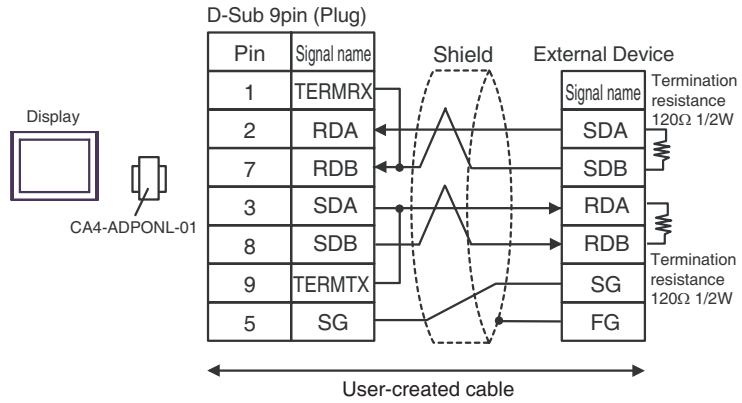 D-Sub 9pin (Plug)
Pin
Signal name
Shield
External Device
1
TERMRX
Signal name
Termination
resistance
120Ω 1/2W
Display
2
RDA
SDA
7
RDB
SDB
3
SDA
RDA
CA4-ADPONL-01
8
SDB
RDB
Termination
resistance
120Ω 1/2W
9
TERMTX
SG
5
SG
FG
User-created cable